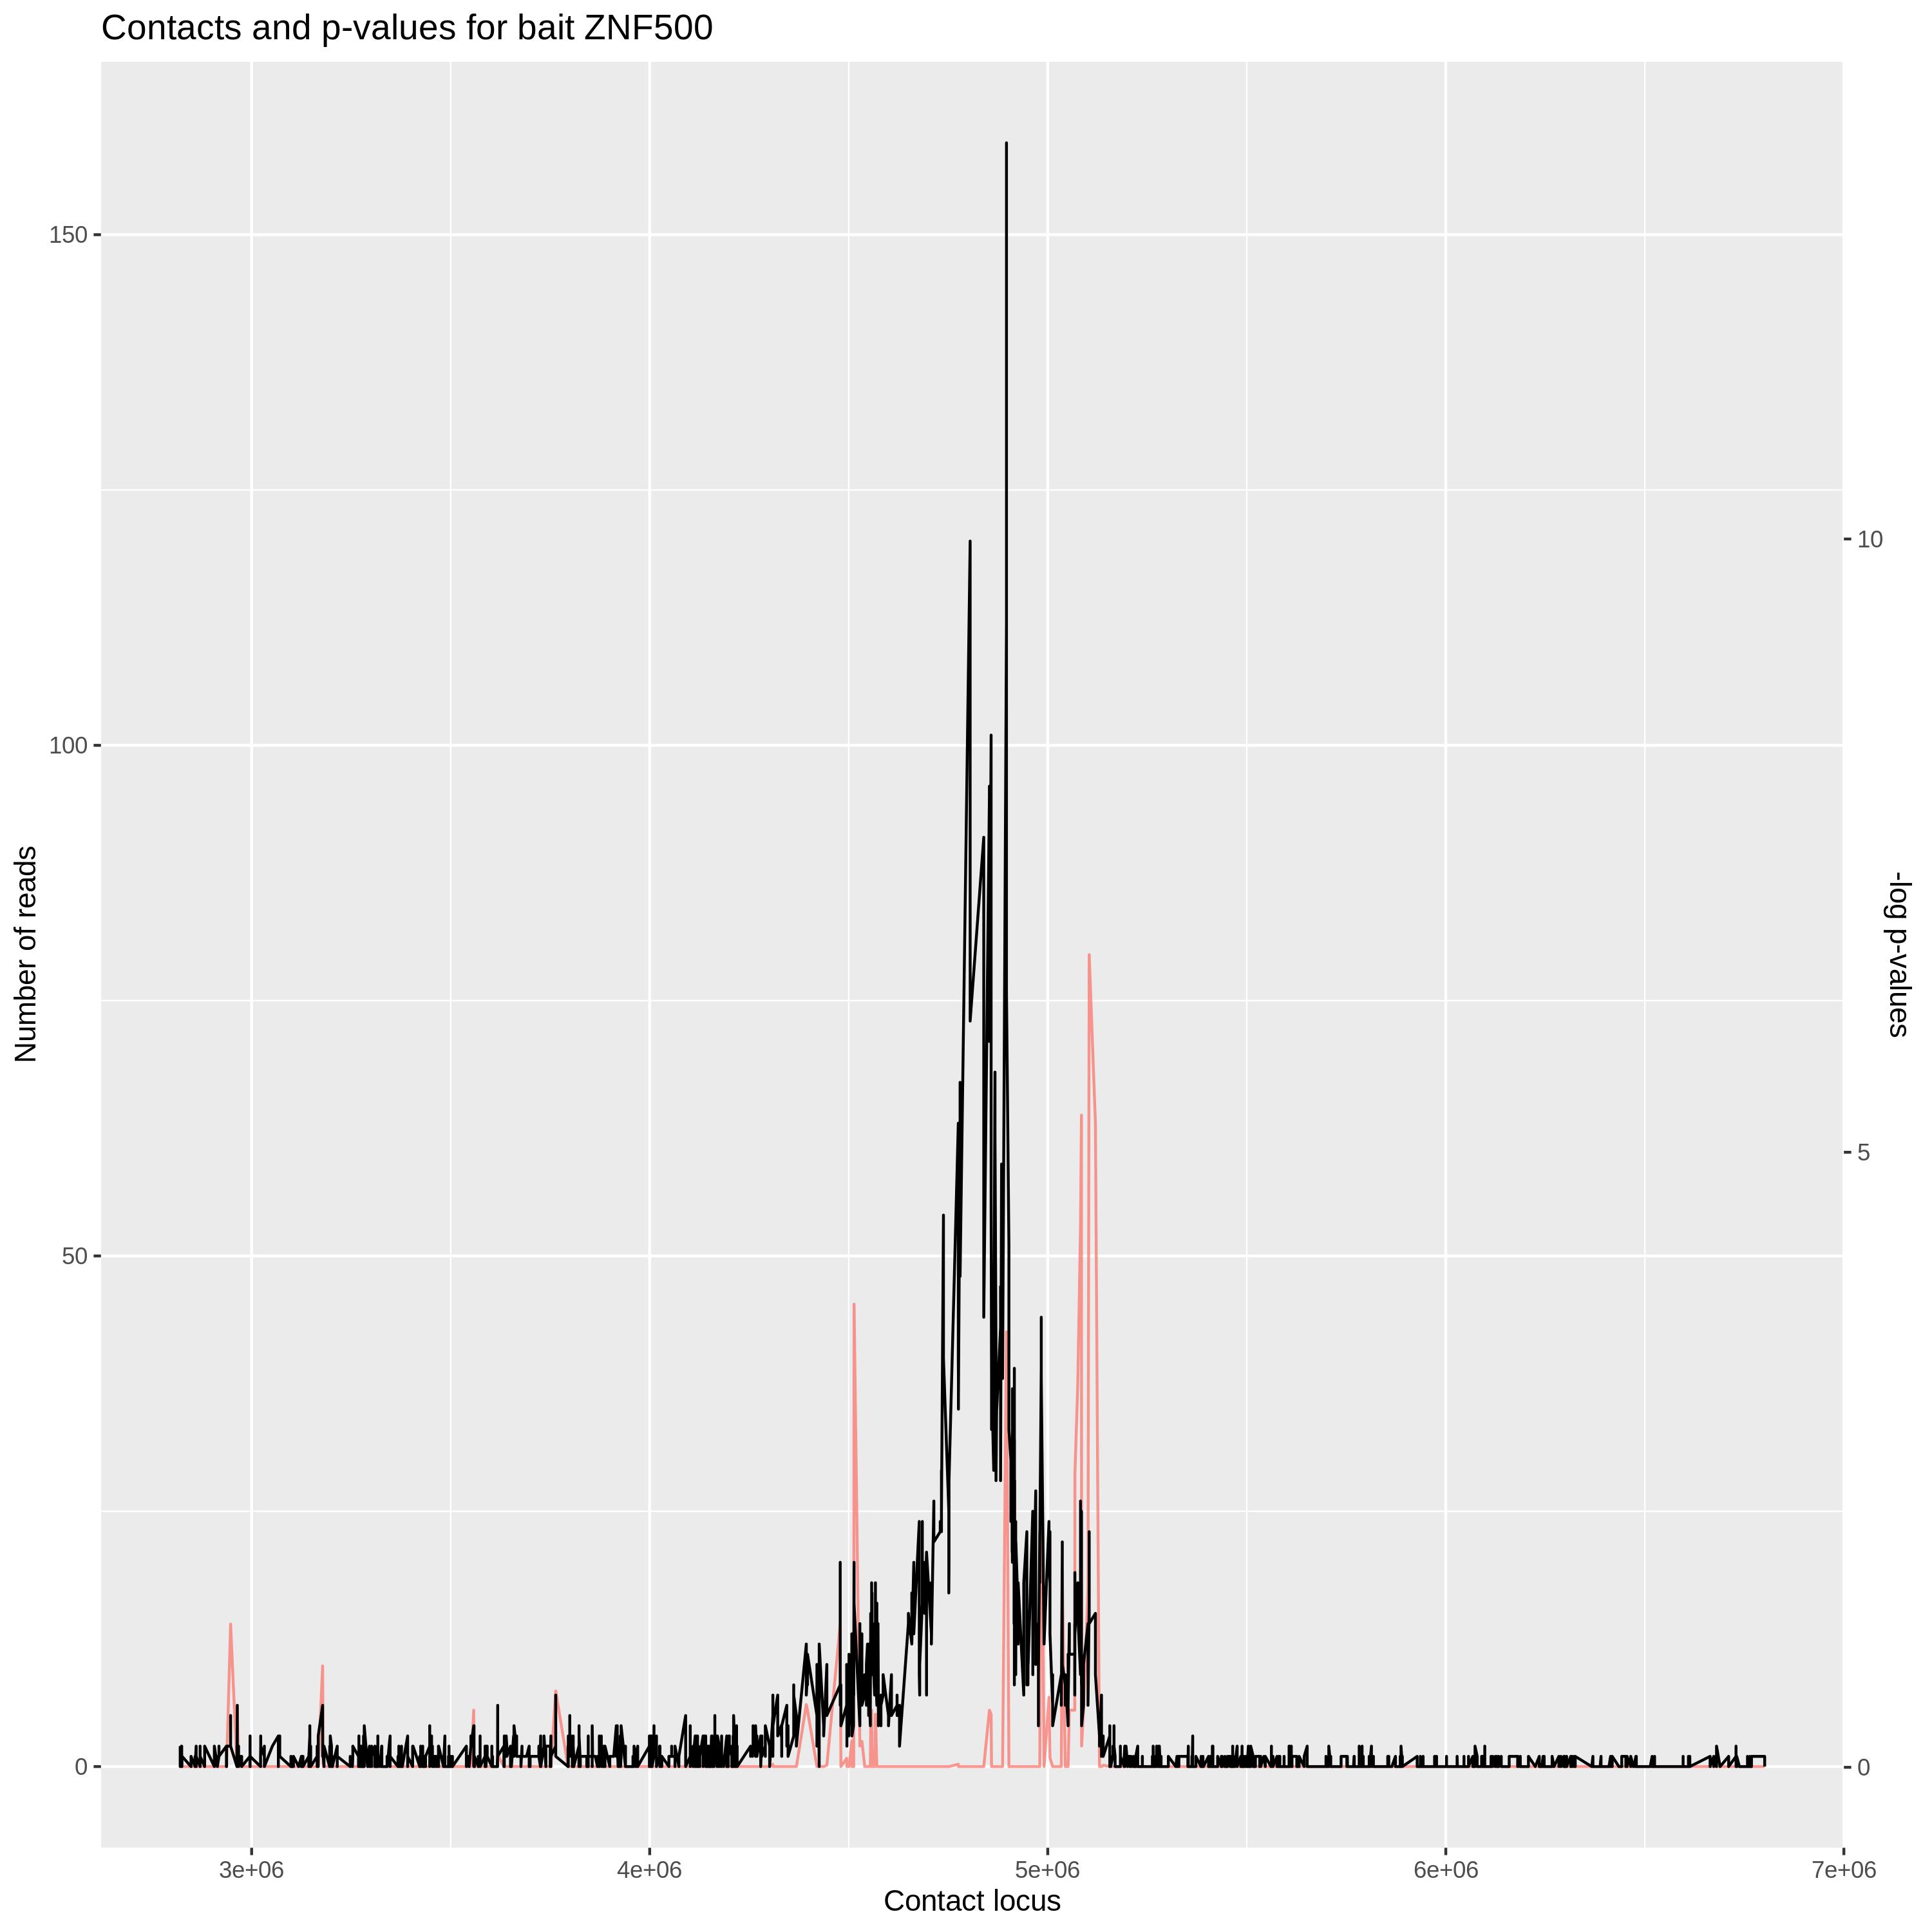 Contacts and p-values for bait ZNF500
Number of reads
150
100
50
0
10
5
0
-log p-values
3e+06
4e+06
5e+06
6e+06
7e+06
Contact locus